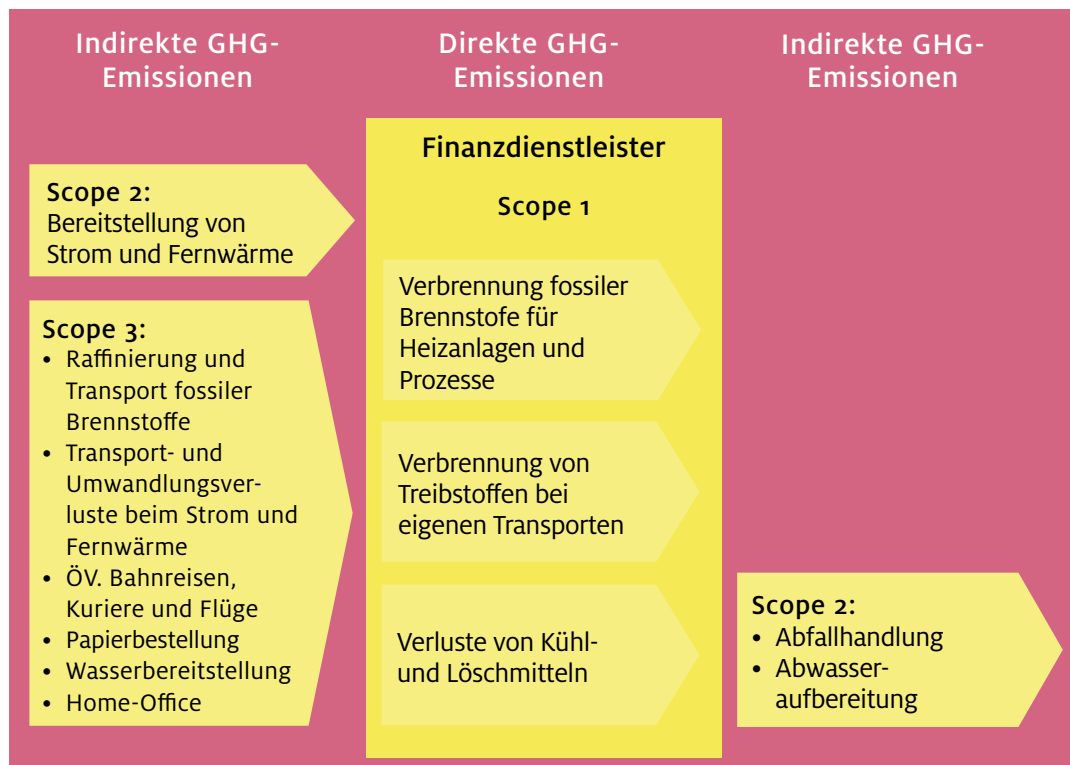 Indirekte GHG-
Emissionen
Direkte GHG-
Emissionen
Indirekte GHG-
Emissionen
Scope 2:
Bereitstellung von
Strom und Fernwärme
Scope 3:
• Raffinierung und
Transport fossiler
Brennstoffe
• Transport- und
Umwandlungsver-
luste beim Strom und
Fernwärme
• ÖV. Bahnreisen,
Kuriere und Flüge
• Papierbestellung
• Wasserbereitstellung
• Home-Office
Finanzdienstleister
Scope 1
Verbrennung fossiler
Brennstofe für
Heizanlagen und
Prozesse
Verbrennung von
Treibstoffen bei
eigenen Transporten
Verluste von Kühl-
und Löschmitteln
Scope 2:
• Abfallhandlung
• Abwasser-
aufbereitung